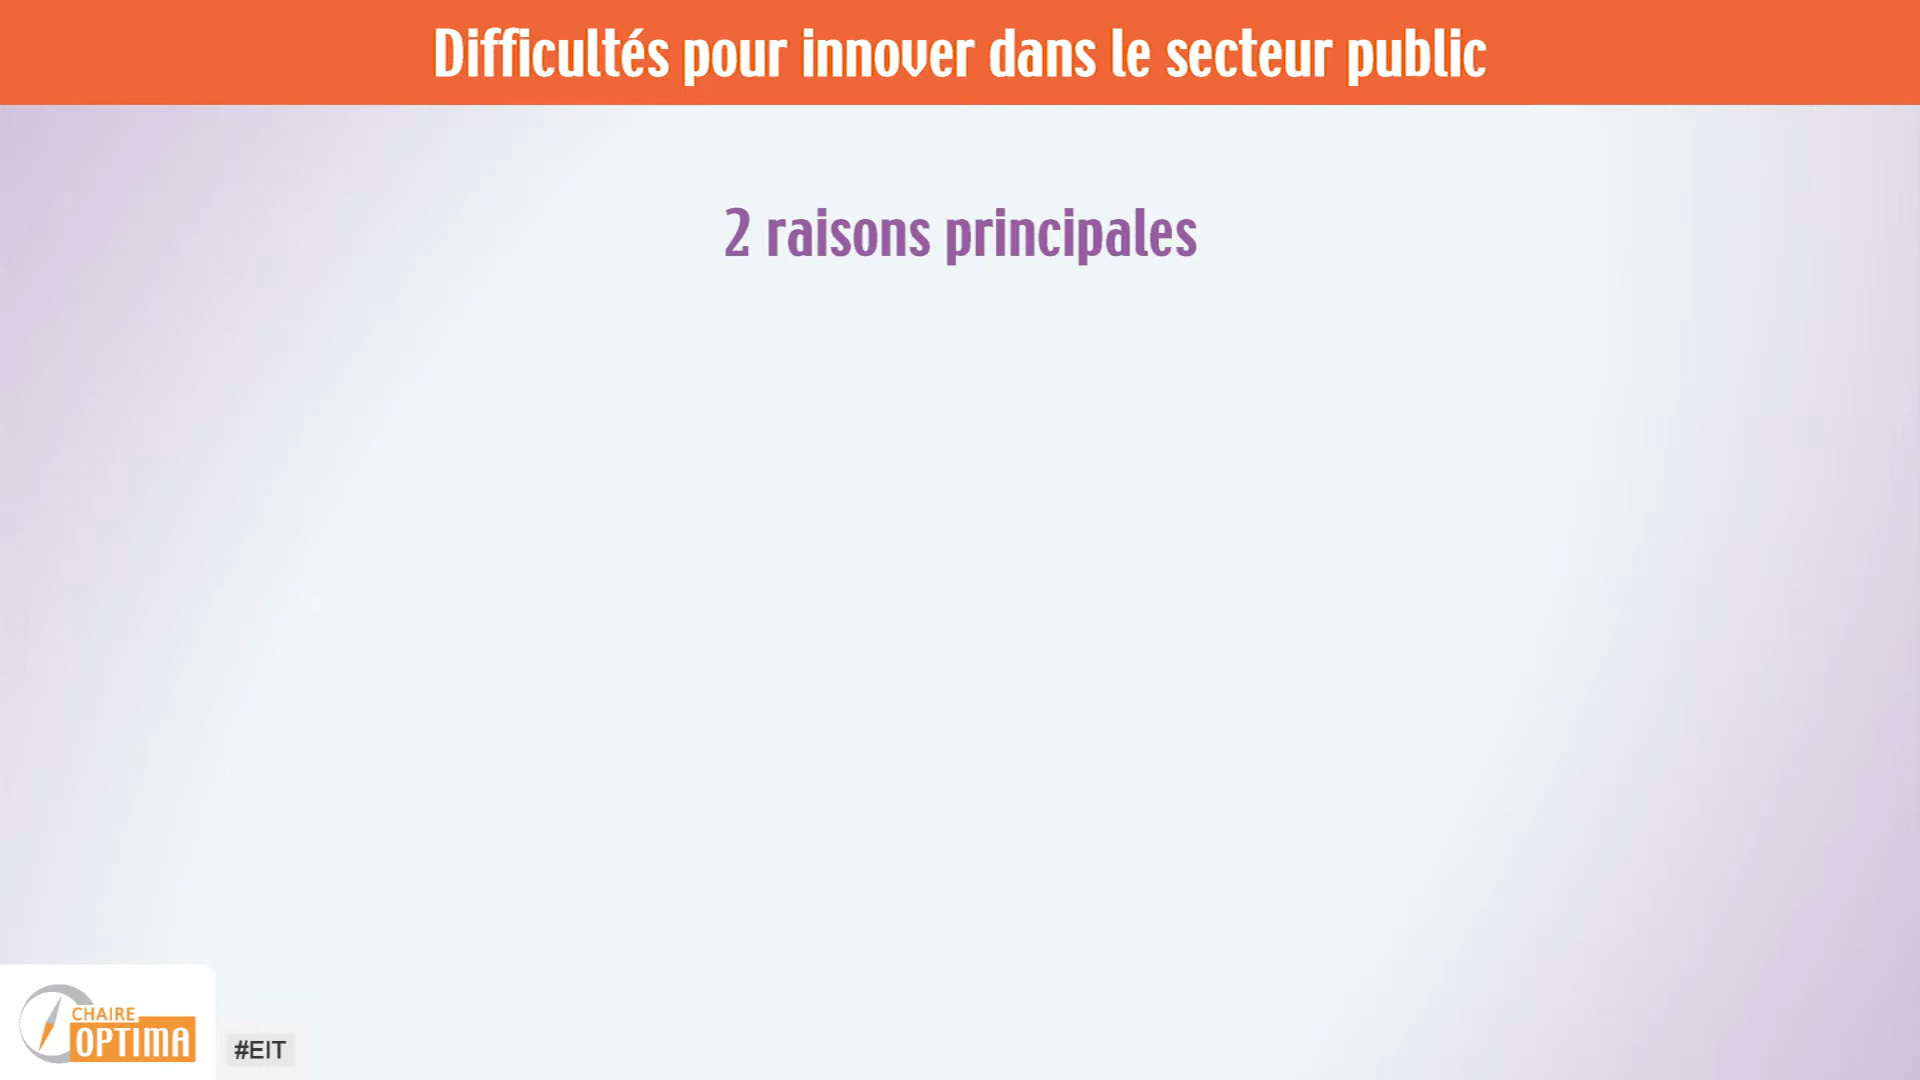 Difficultés pour innover dans le secteur public
2 raisons principales
CHAIRE
OPTIMA
#EIT